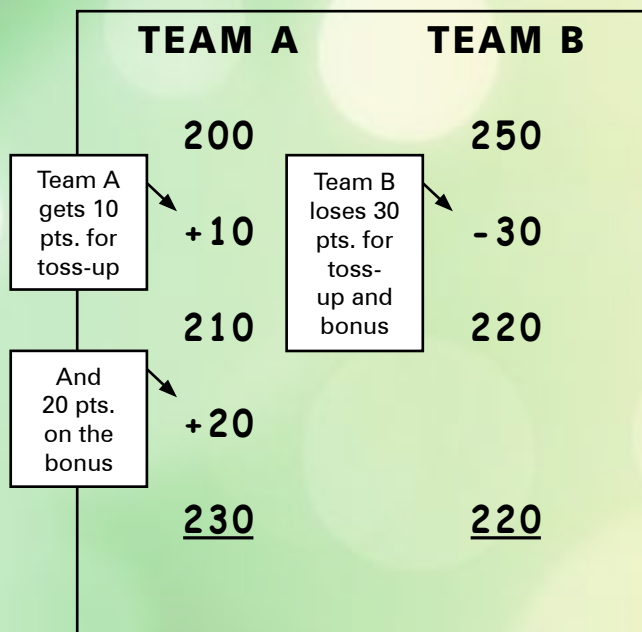 TEAM A TEAM B
200 250
Team A
gets 10
pts. for
toss-up
+10
Team B
loses 30
pts. for
toss-
up and
bonus
-30
210 220
And
20 pts.
on the
bonus
+20
230 220